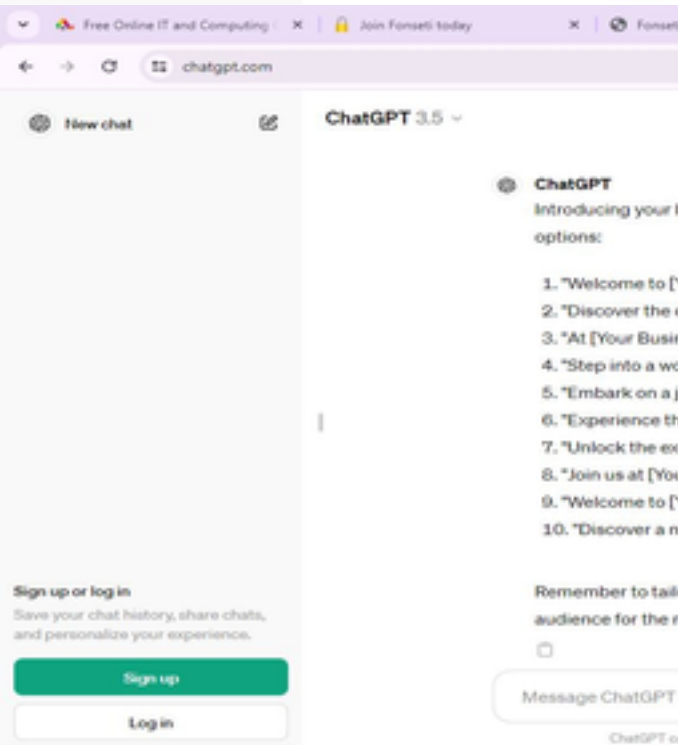 Free Online IT and Computing
Join Fonseti today
Fonseti
chatgpt.com
New chat
ChatGPT 3.5
ChatGPT
Introducing your
options:
1. "Welcome to ["
2. "Discover the
3. "At [Your Busin
4. "Step into a wo
5. "Embark on a j
6. "Experience th
7. "Unlock the ex
8. "Join us at [You
9. "Welcome to ["
10. "Discover a n
Remember to tail
audience for the
Sign up or log in
Save your chat history, share chats,
and personalize your experience.
Sign up
Log in
Message ChatGPT
ChatGPT